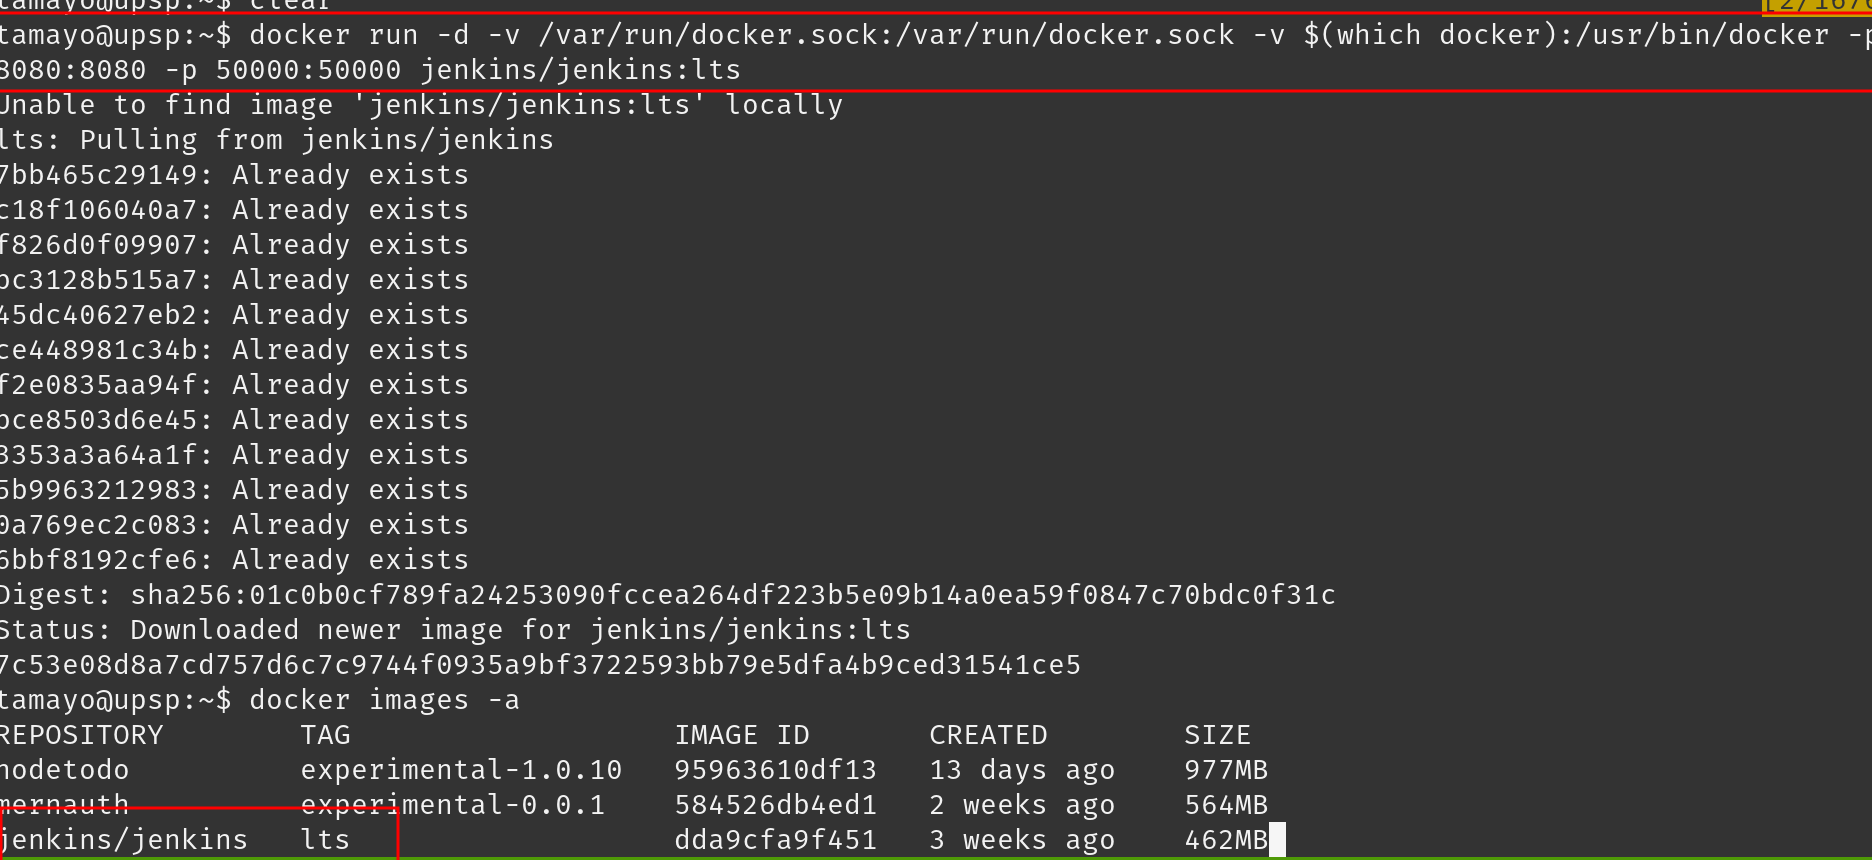 tamayo@upsp:~$ clear
[2/1676
tamayo@upsp:~$ docker run -d -v /var/run/docker.sock:/var/run/docker.sock -v $(which docker):/usr/bin/docker -p
8080:8080 -p 50000:50000 jenkins/jenkins:lts
Unable to find image 'jenkins/jenkins:lts' locally
lts: Pulling from jenkins/jenkins
7bb465c29149: Already exists
c18f106040a7: Already exists
f826d0f09907: Already exists
bc3128b515a7: Already exists
45dc40627eb2: Already exists
ce448981c34b: Already exists
f2e0835aa94f: Already exists
bce8503d6e45: Already exists
3353a3a64a1f: Already exists
5b9963212983: Already exists
0a769ec2c083: Already exists
6bbf8192cfe6: Already exists
Digest: sha256:01c0b0cf789fa24253090fccea264df223b5e09b14a0ea59f0847c70bdc0f31c
Status: Downloaded newer image for jenkins/jenkins:lts
7c53e08d8a7cd757d6c7c9744f0935a9bf3722593bb79e5dfa4b9ced31541ce5
tamayo@upsp:~$ docker images -a
REPOSITORY TAG IMAGE ID CREATED SIZE
nodetodo experimental-1.0.10 95963610df13 13 days ago 977MB
mernauth experimental-0.0.1 584526db4ed1 2 weeks ago 564MB
jenkins/jenkins lts dda9cfa9f451 3 weeks ago 462MB